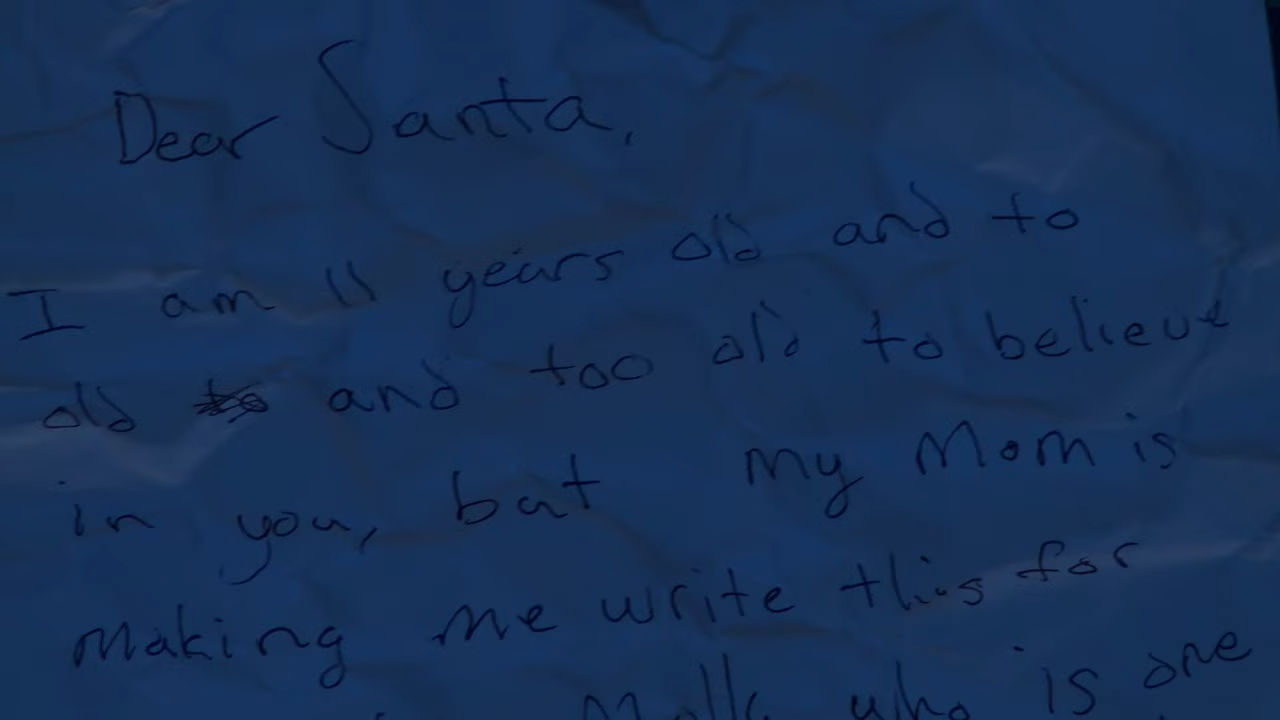 Dear Santa,
I am 11 years old and to
old and too old to believe
in you, but my Mom is
making me write this for
who is one